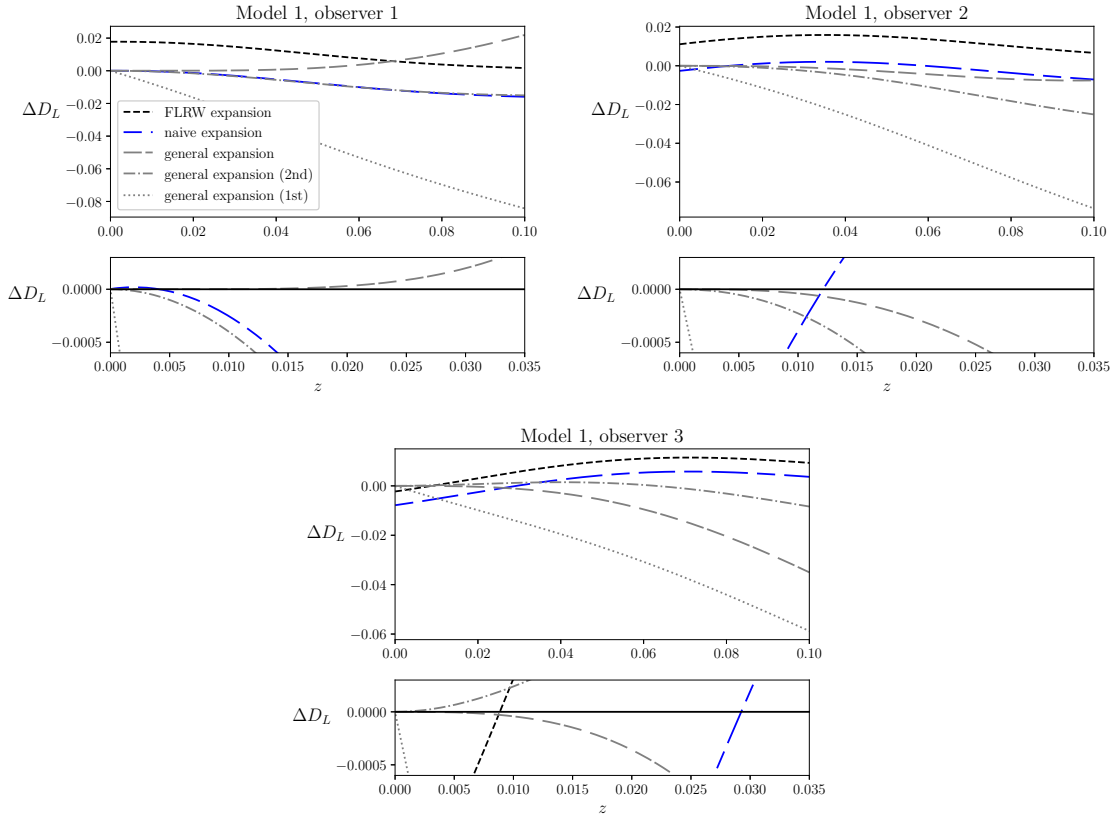 Model 1, observer 1
ΔD_L
0.02
0.00
−0.02
−0.04
−0.06
−0.08
FLRW expansion
naive expansion
general expansion
general expansion (2nd)
general expansion (1st)
0.00 0.02 0.04 0.06 0.08 0.10
ΔD_L
0.0000
−0.0005
0.000 0.005 0.010 0.015 0.020 0.025 0.030 0.035
z
Model 1, observer 2
ΔD_L
0.02
0.00
−0.02
−0.04
−0.06
0.00 0.02 0.04 0.06 0.08 0.10
ΔD_L
0.0000
−0.0005
0.000 0.005 0.010 0.015 0.020 0.025 0.030 0.035
z
Model 1, observer 3
ΔD_L
0.00
−0.02
−0.04
−0.06
0.00 0.02 0.04 0.06 0.08 0.10
ΔD_L
0.0000
−0.0005
0.000 0.005 0.010 0.015 0.020 0.025 0.030 0.035
z